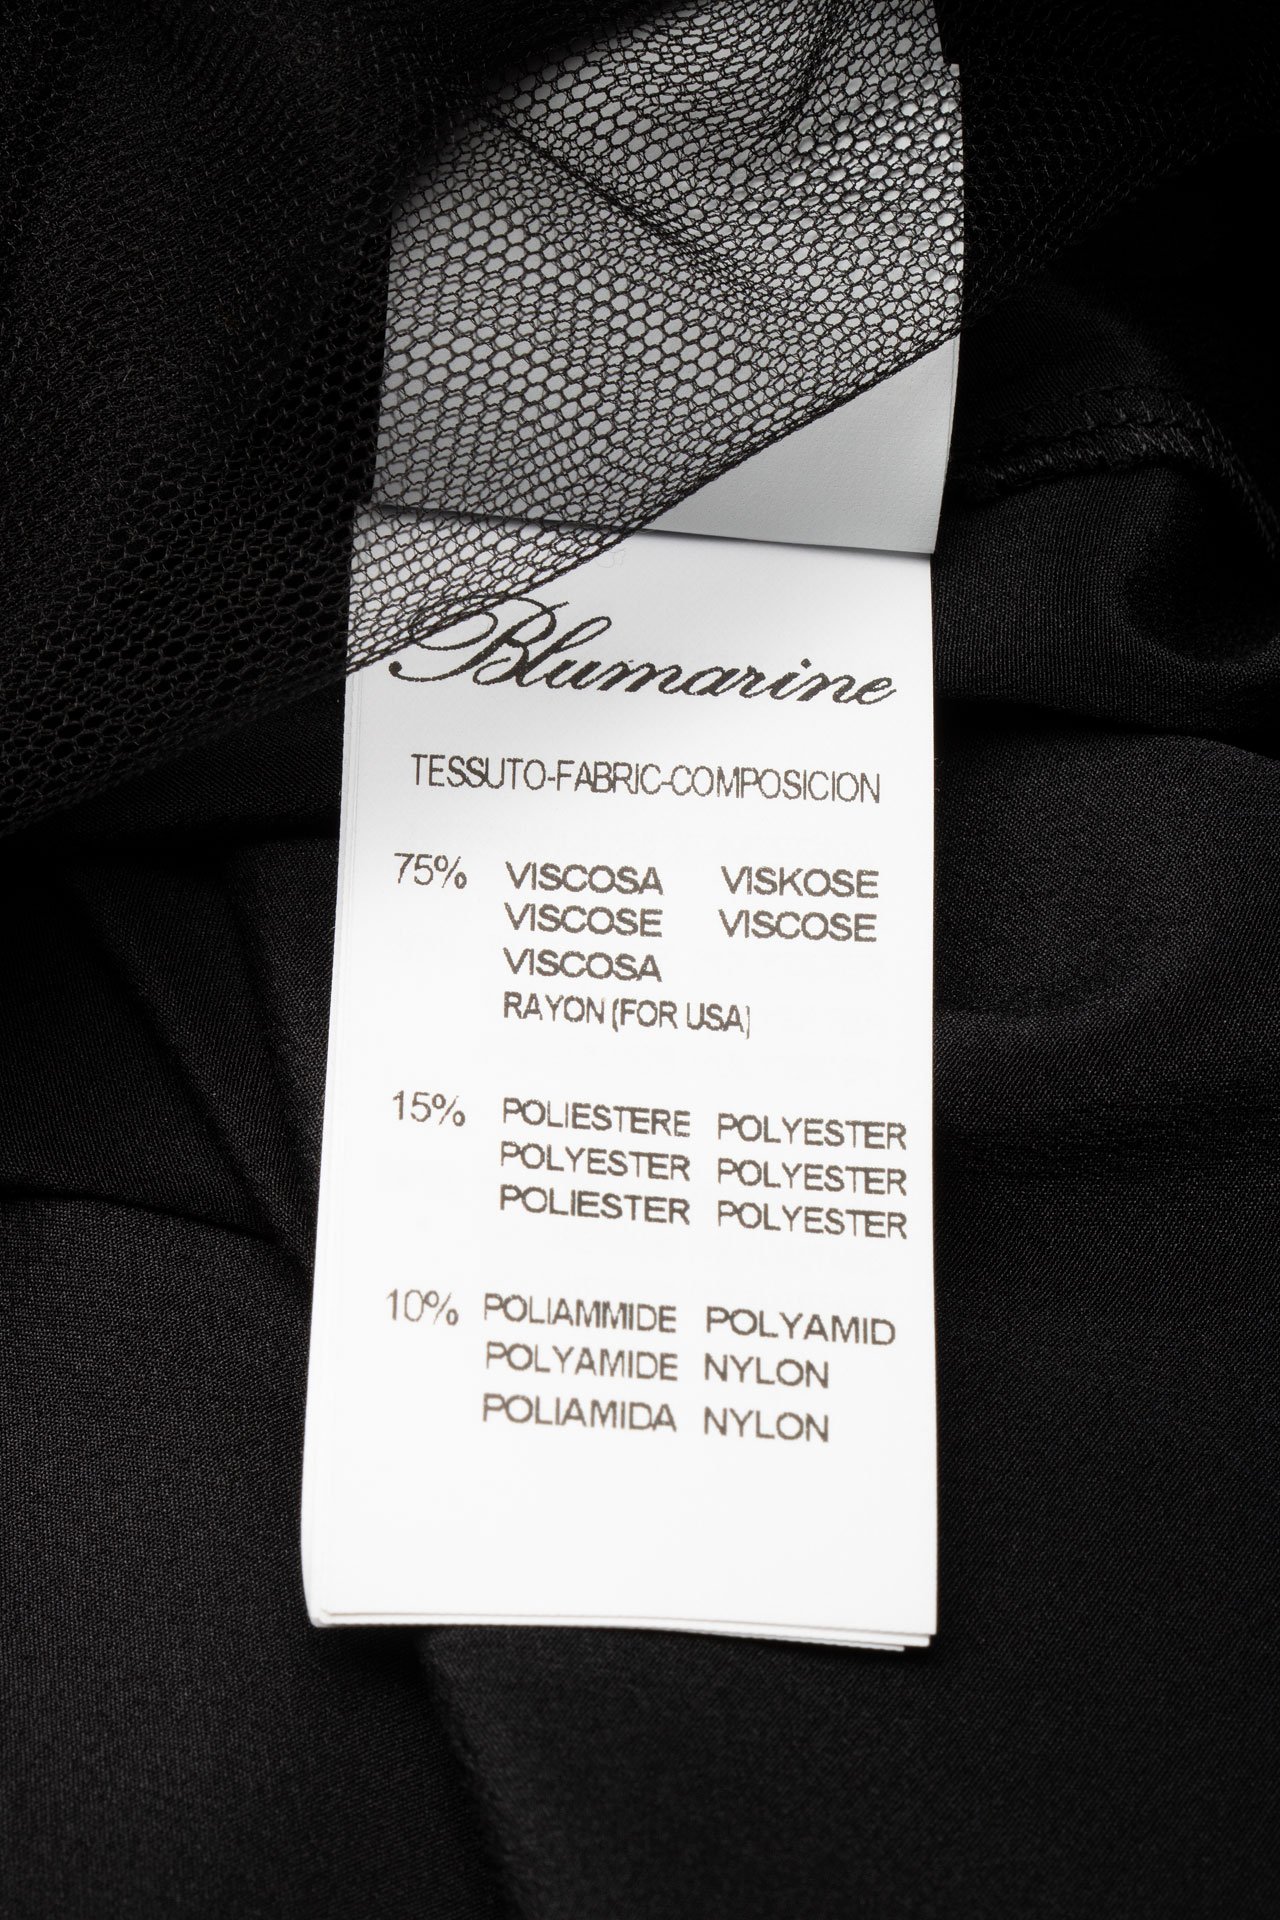 Blumarine
TESSUTO-FABRIC-COMPOSICION
75% VISCOSA VISKOSE
VISCOSE VISCOSE
VISCOSA
RAYON (FOR USA)
15% POLIESTERE POLYESTER
POLYESTER POLYESTER
POLIESTER POLYESTER
10% POLIAMMIDE POLYAMID
POLYAMIDE NYLON
POLIAMIDA NYLON